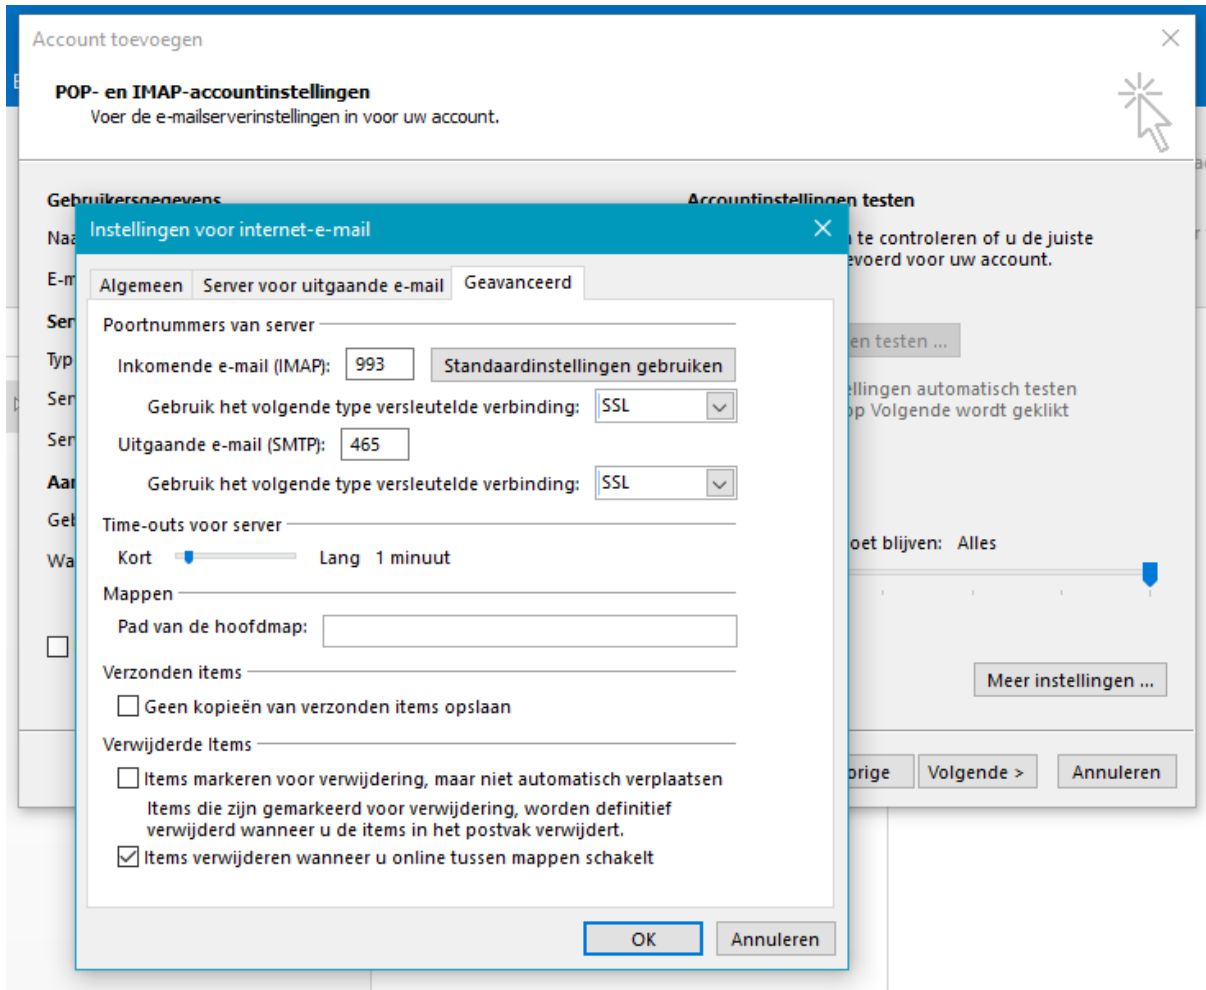 Account toevoegen
POP- en IMAP-accountinstellingen
Voer de e-mailserverinstellingen in voor uw account.
Gebruikersgegevens
Accountinstellingen testen
te controleren of u de juiste
voor uw account.
Instellingen voor internet-e-mail
Algemeen Server voor uitgaande e-mail Geavanceerd
Poortnummers van server
Inkomende e-mail (IMAP): 993 Standaardinstellingen gebruiken
Gebruik het volgende type versleutelde verbinding: SSL
Uitgaande e-mail (SMTP): 465
Gebruik het volgende type versleutelde verbinding: SSL
Time-outs voor server
Kort Lang 1 minuut
Mappen
Pad van de hoofdmap:
Verzonden items
Geen kopieën van verzonden items opslaan
Verwijderde Items
Items markeren voor verwijdering, maar niet automatisch verplaatsen
Items die zijn gemarkeerd voor verwijdering, worden definitief
verwijderd wanneer u de items in het postvak verwijdert.
Items verwijderen wanneer u online tussen mappen schakelt
OK Annuleren
testen ...
automatisch testen
op Volgende wordt geklikt
blijven: Alles
Meer instellingen ...
Volgende > Annuleren